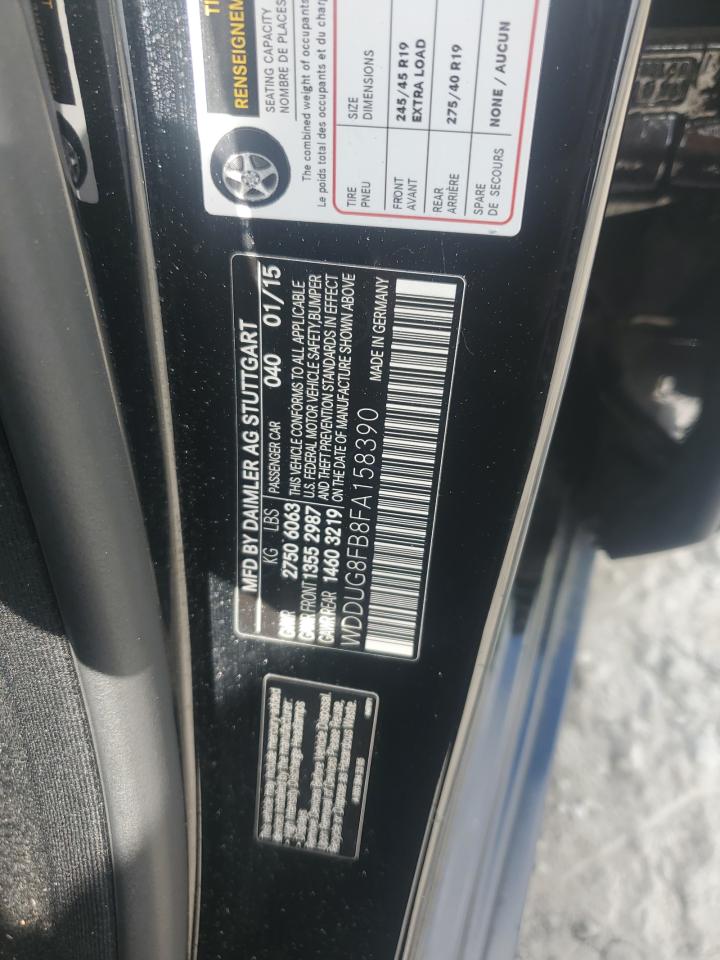 RENSEIGNEMEN
SEATING CAPACITY
NOMBRE DE PLACES
The combined weight of occupants
Le poids total des occupants et du char
TIRE
PNEU
SIZE
DIMENSIONS
FRONT
AVANT
245/45 R19
EXTRA LOAD
REAR
ARRIÈRE
275/40 R19
SPARE
DE SECOURS
NONE / AUCUN
MFD BY DAIMLER AG STUTTGART
KG LBS PASSENGER CAR 040 01/15
GVWR 2750 6063 THIS VEHICLE CONFORMS TO ALL APPLICABLE
GAWR FRONT 1355 2987 U.S. FEDERAL MOTOR VEHICLE SAFETY, BUMPER
GAWR REAR 1460 3219 AND THEFT PREVENTION STANDARDS IN EFFECT
ON THE DATE OF MANUFACTURE SHOWN ABOVE
WDDUG8FB8FA158390 MADE IN GERMANY